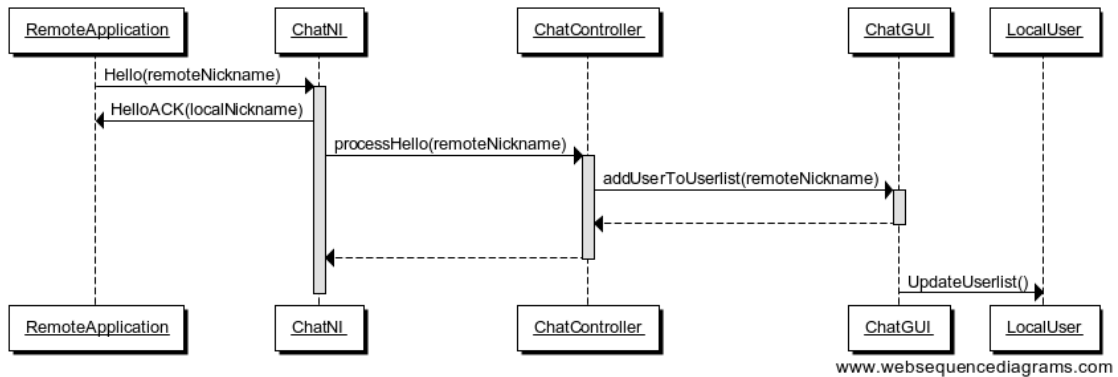 RemoteApplication
ChatNI
ChatController
ChatGUI
LocalUser
Hello(remoteNickname)
HelloACK(localNickname)
processHello(remoteNickname)
addUserToUserlist(remoteNickname)
UpdateUserlist()
RemoteApplication
ChatNI
ChatController
ChatGUI
LocalUser
www.websequencediagrams.com